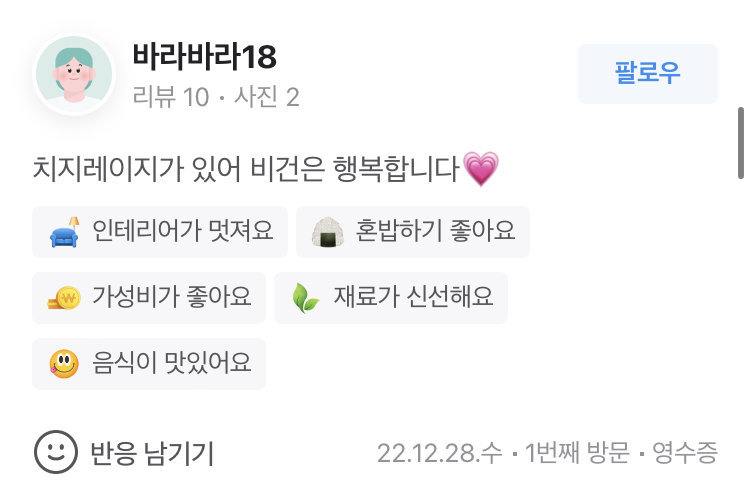 바라바라18
팔로우
리뷰 10 · 사진 2
치지레이지가 있어 비건은 행복합니다💗
인테리어가 멋져요 혼밥하기 좋아요
가성비가 좋아요 재료가 신선해요
음식이 맛있어요
반응 남기기 22.12.28.수 · 1번째 방문 · 영수증